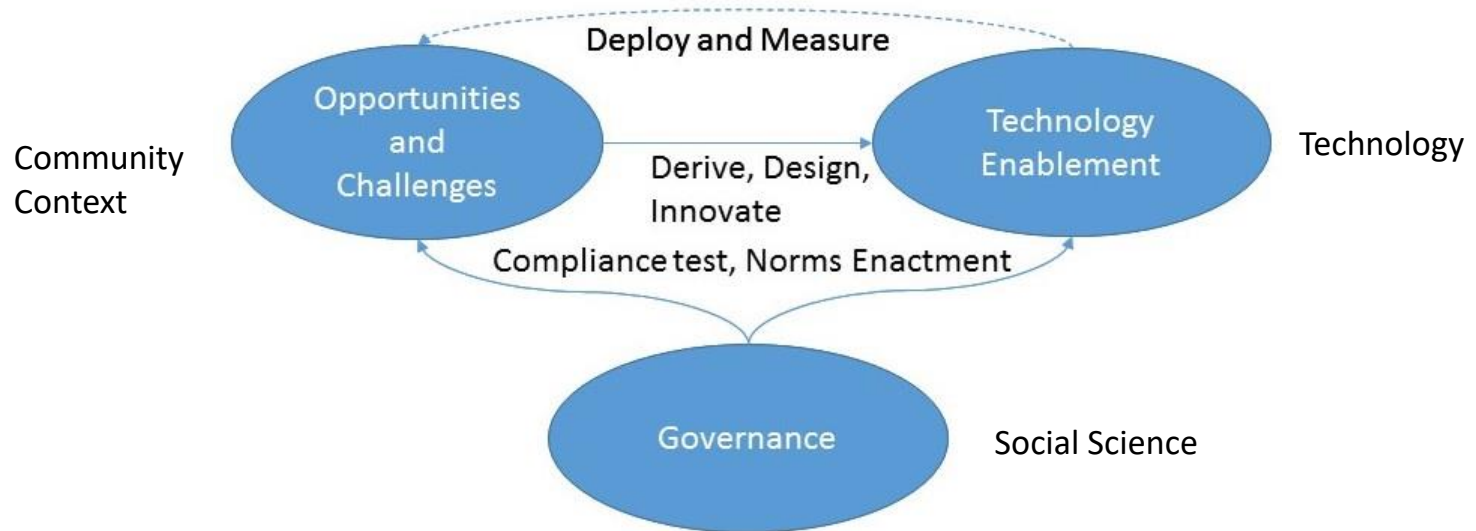 Deploy and Measure
Opportunities
and
Challenges
Technology
Enablement
Community
Context
Technology
Derive, Design,
Innovate
Compliance test, Norms Enactment
Governance
Social Science